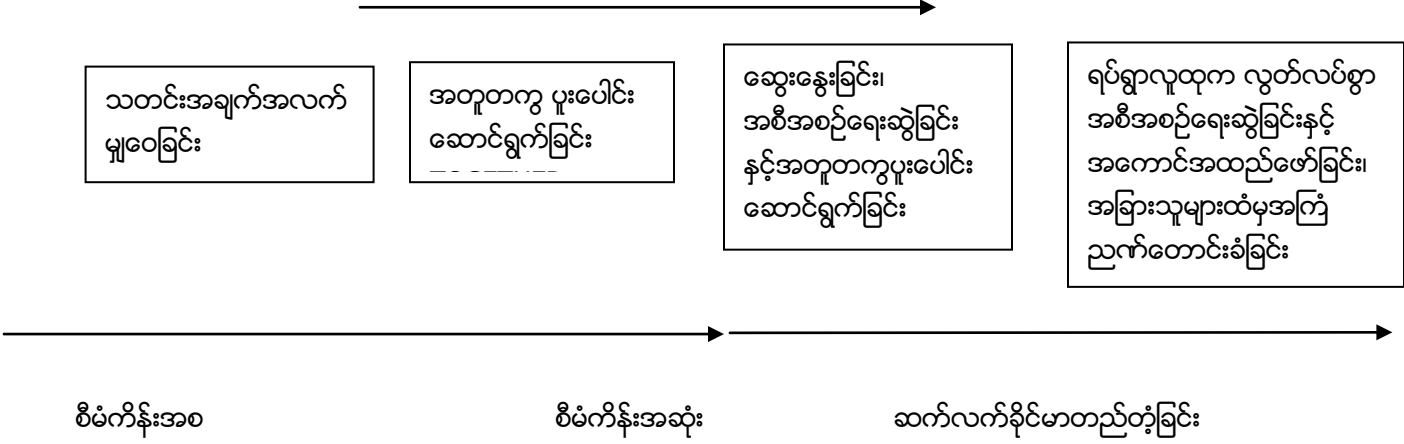 သတင်းအချက်အလက်
မျှဝေခြင်း
အတူတကွ ပူးပေါင်း
ဆောင်ရွက်ခြင်း
ဆွေးနွေးခြင်း၊
အစီအစဉ်ရေးဆွဲခြင်း
နှင့်အတူတကွပူးပေါင်း
ဆောင်ရွက်ခြင်း
ရပ်ရွာလူထုက လွတ်လပ်စွာ
အစီအစဉ်ရေးဆွဲခြင်းနှင့်
အကောင်အထည်ဖော်ခြင်း၊
အခြားသူများထံမှအကြံ
ညဏ်တောင်းခံခြင်း
စီမံကိန်းအစ
စီမံကိန်းအဆုံး
ဆက်လက်ခိုင်မာတည်တံ့ခြင်း